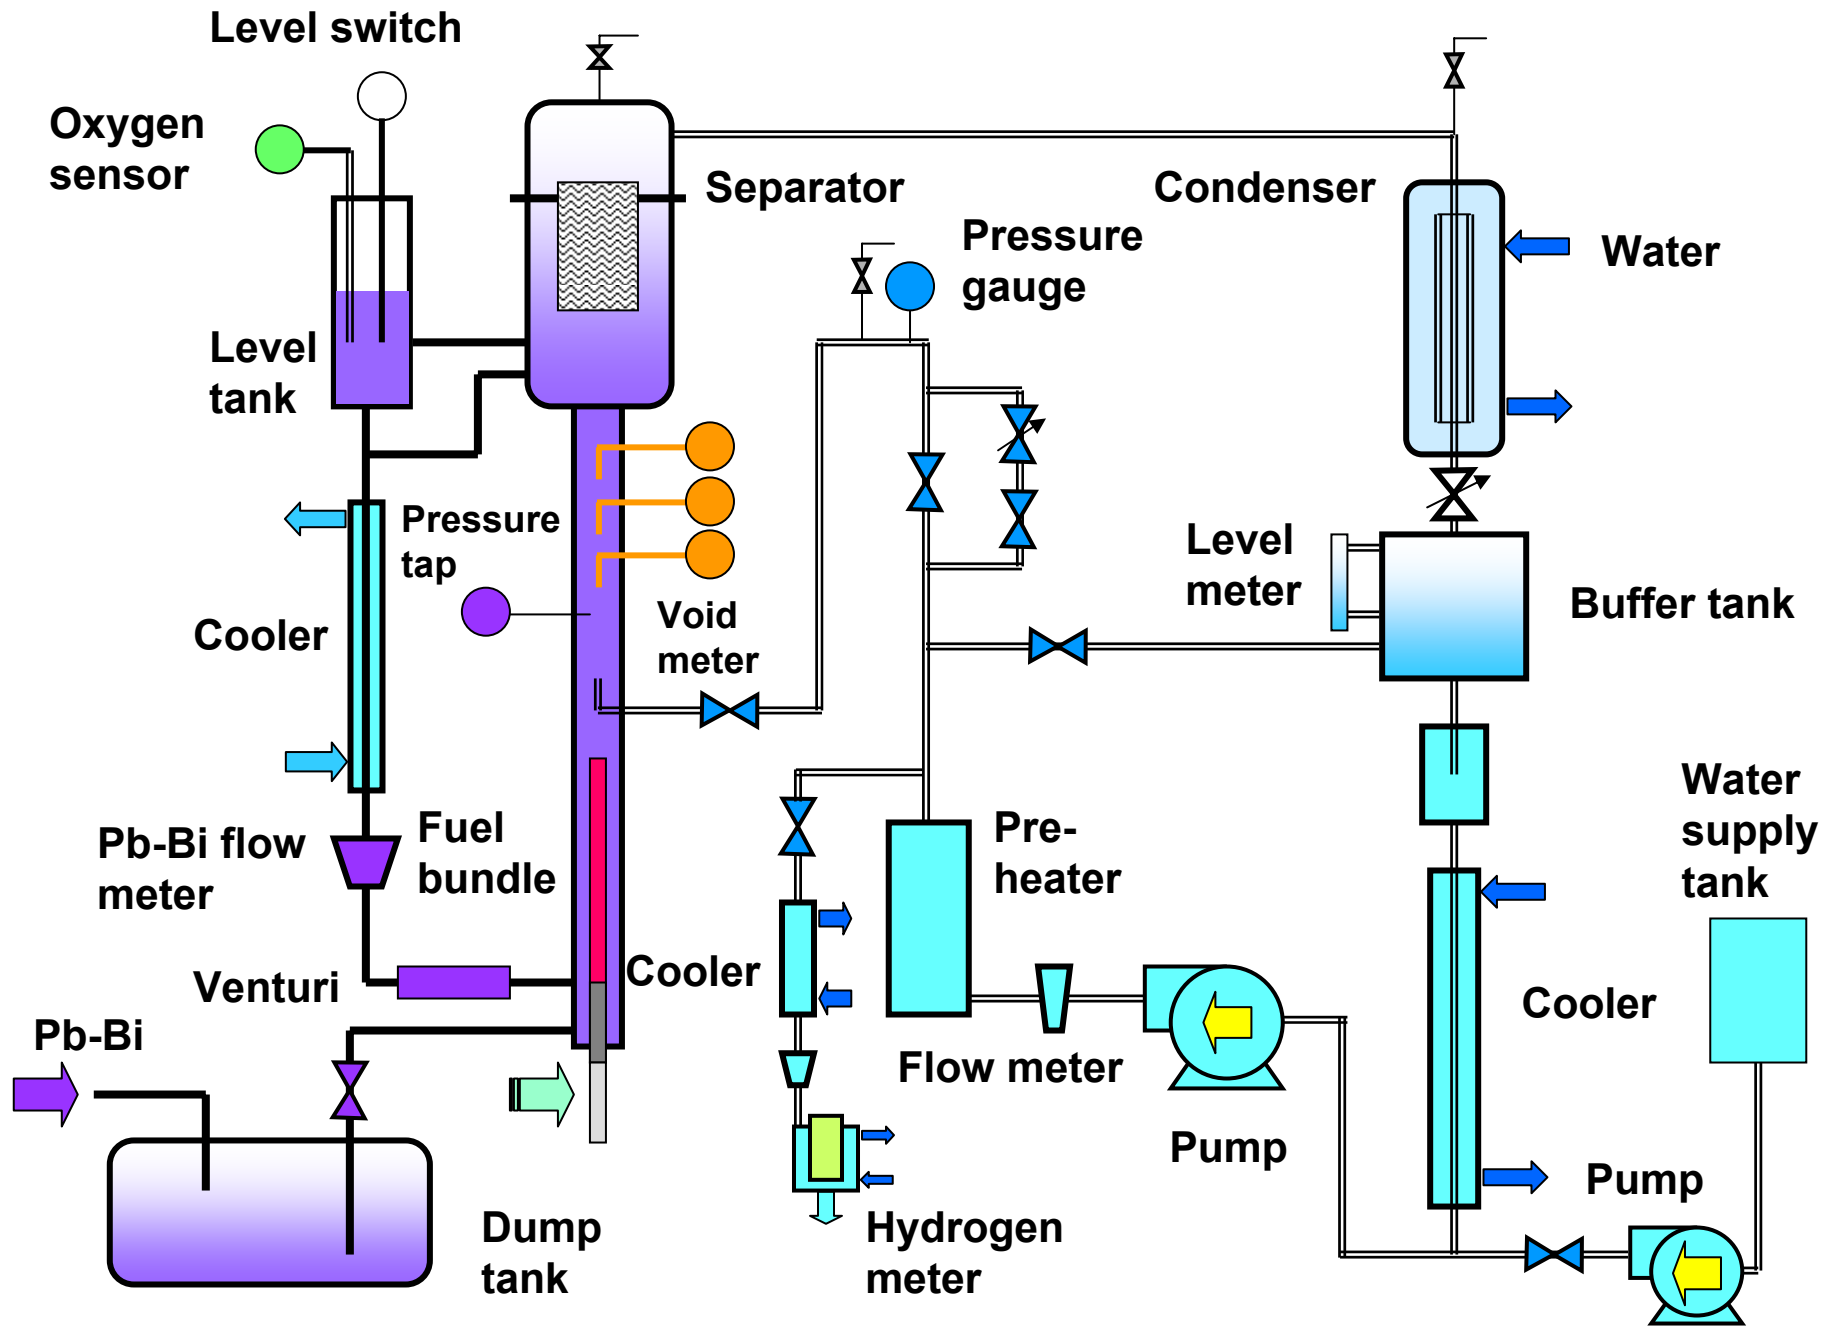 Level switch
Oxygen
sensor
Separator
Condenser
Pressure
gauge
Water
Level
tank
Pressure
tap
Level
meter
Buffer tank
Cooler
Void
meter
Water
supply
tank
Pb-Bi flow
meter
Fuel
bundle
Pre-
heater
Venturi
Cooler
Cooler
Pb-Bi
Flow meter
Pump
Pump
Dump
tank
Hydrogen
meter